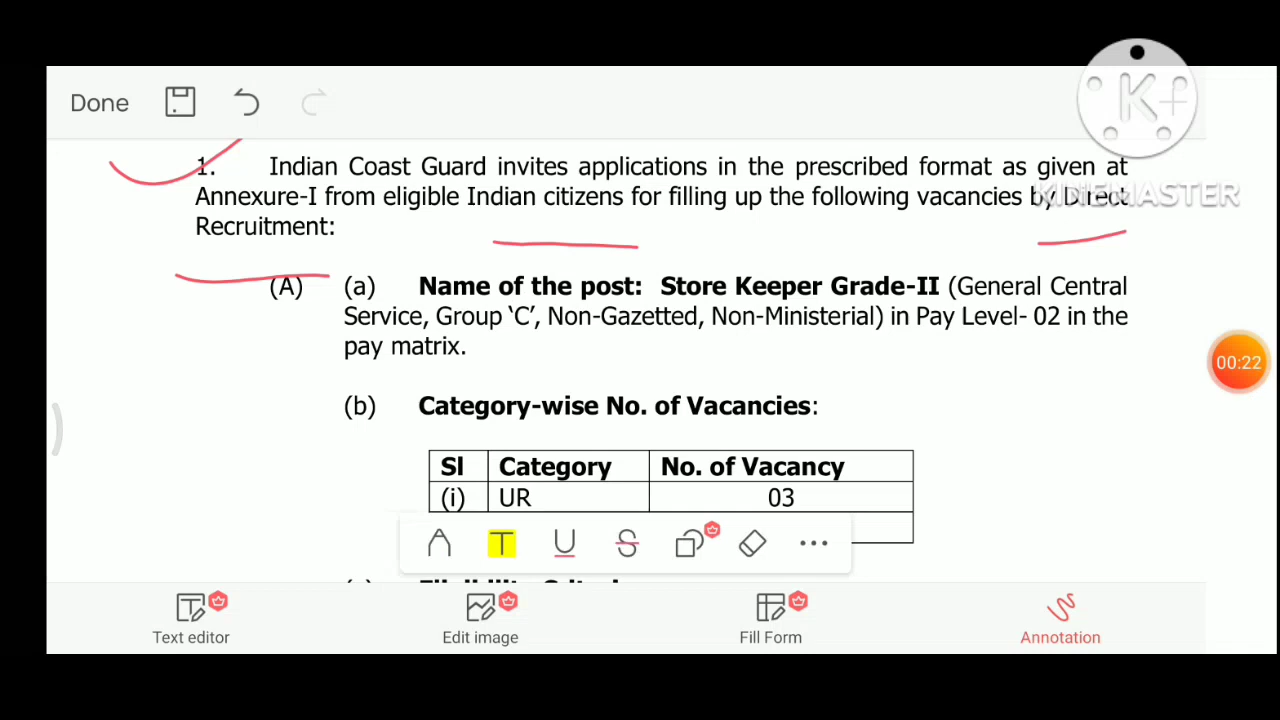 Done
K+
KINEMASTER
1. Indian Coast Guard invites applications in the prescribed format as given at
Annexure-I from eligible Indian citizens for filling up the following vacancies by Direct
Recruitment:
(A) (a) Name of the post: Store Keeper Grade-II (General Central
Service, Group ‘C’, Non-Gazetted, Non-Ministerial) in Pay Level- 02 in the
pay matrix.
00:22
(b) Category-wise No. of Vacancies:
Sl Category No. of Vacancy
(i) UR 03
T U S
Text editor Edit image Fill Form Annotation